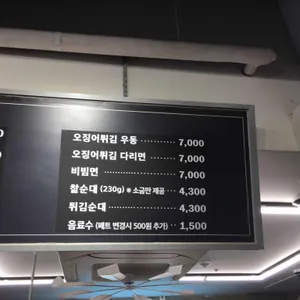 오징어튀김 우동 ··········· 7,000
오징어튀김 다리면 ········ 7,000
비빔면 ····················· 7,000
찰순대 (230g) ※ 소금만 제공 ··· 4,300
튀김순대 ··················· 4,300
음료수 (페트 변경시 500원 추가) ·· 1,500